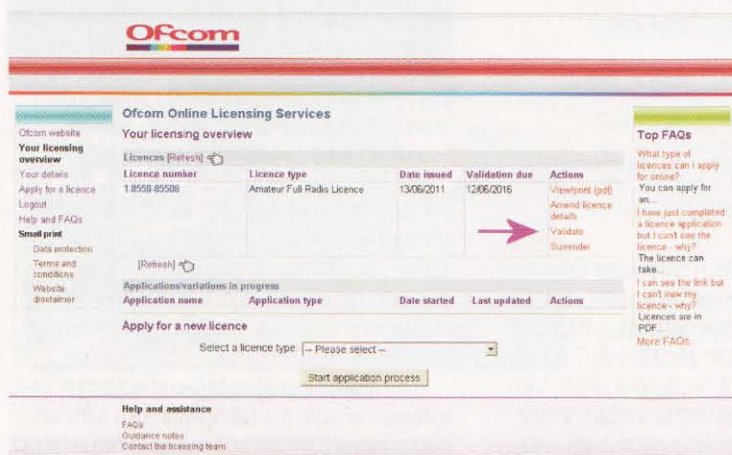 Ofcom
Ofcom Online Licensing Services
Your licensing overview
Ofcom website
Your licensing
overview
Your details
Apply for a licence
Logout
Help and FAQs
Small print
Data protection
Terms and
conditions
Website
disclaimer
Licences [Refresh]
Licence number Licence type Date issued Validation due Actions
1-8558-85506 Amateur Full Radio Licence 13/06/2011 12/06/2016 View/print (pdf)
Amend licence
details
Validate
Surrender
[Refresh]
Applications/variations in progress
Application name Application type Date started Last updated Actions
Apply for a new licence
Select a licence type: -- Please select --
Start application process
Top FAQs
What type of
licences can I apply
for online?
You can apply for
an...
I have just completed
a licence application
but I can't see the
licence - why?
The licence can
take...
I can see the link but
I can't view my
licence - why?
Licences are in
PDF...
More FAQs...
Help and assistance
FAQs
Guidance notes
Contact the licensing team